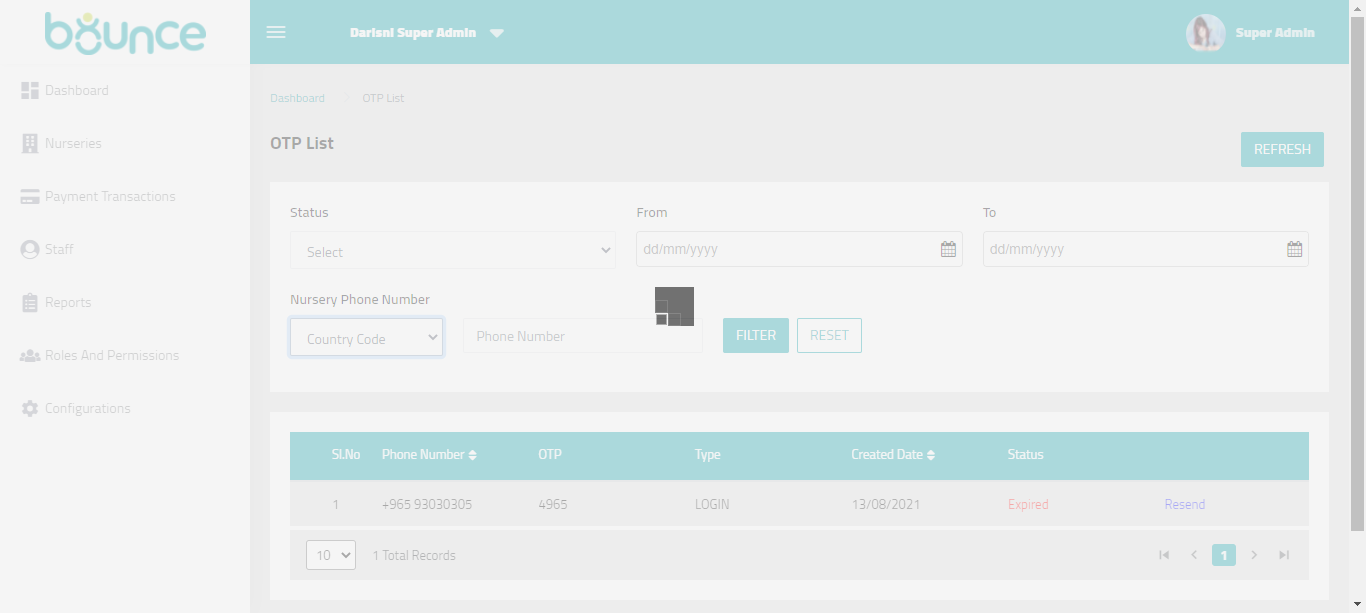 bounce
Darisni Super Admin
Super Admin
Dashboard
Nurseries
Payment Transactions
Staff
Reports
Roles And Permissions
Configurations
Dashboard > OTP List
OTP List
REFRESH
Status From To
Select dd/mm/yyyy dd/mm/yyyy
Nursery Phone Number
Country Code Phone Number FILTER RESET
Sl.No Phone Number OTP Type Created Date Status
1 +965 93030305 4965 LOGIN 13/08/2021 Expired Resend
10 1 Total Records 1